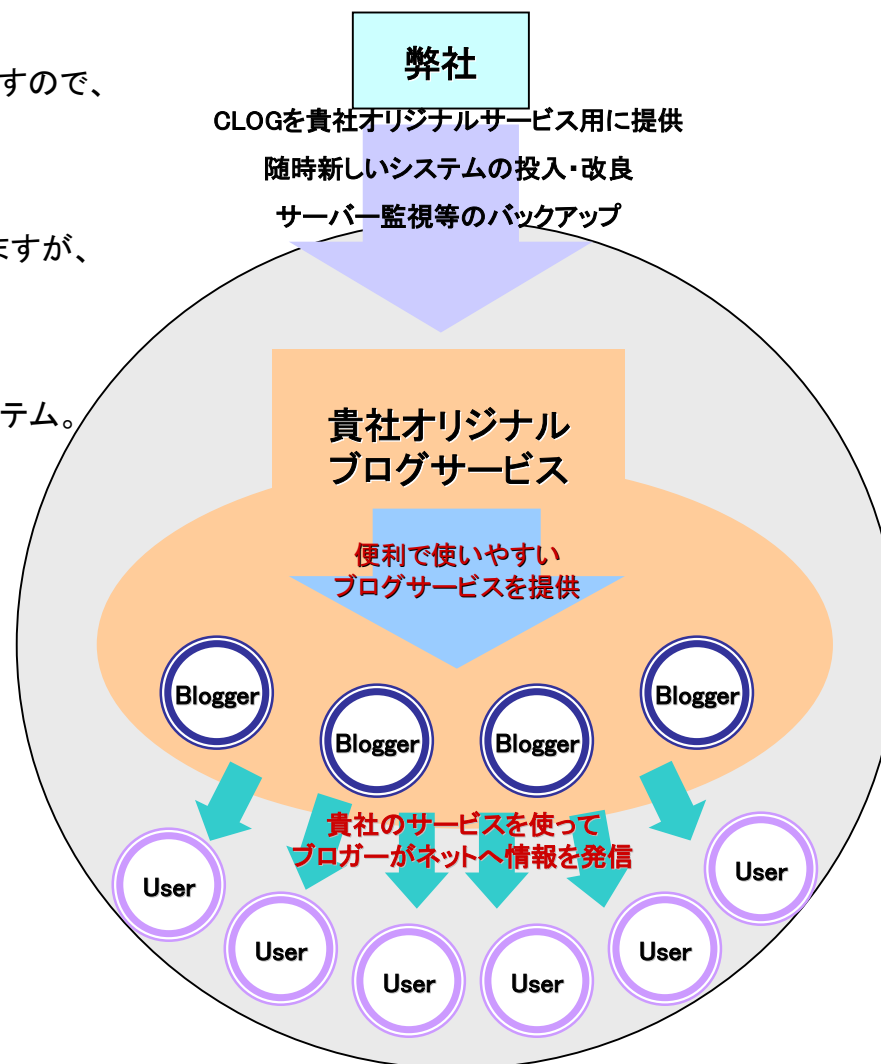 弊社
すので、
CLOGを貴社オリジナルサービス用に提供
随時新しいシステムの投入・改良
サーバー監視等のバックアップ
ますが、
テム。
貴社オリジナル
ブログサービス
便利で使いやすい
ブログサービスを提供
Blogger
Blogger
Blogger
Blogger
貴社のサービスを使って
ブロガーがネットへ情報を発信
User
User
User
User
User
User